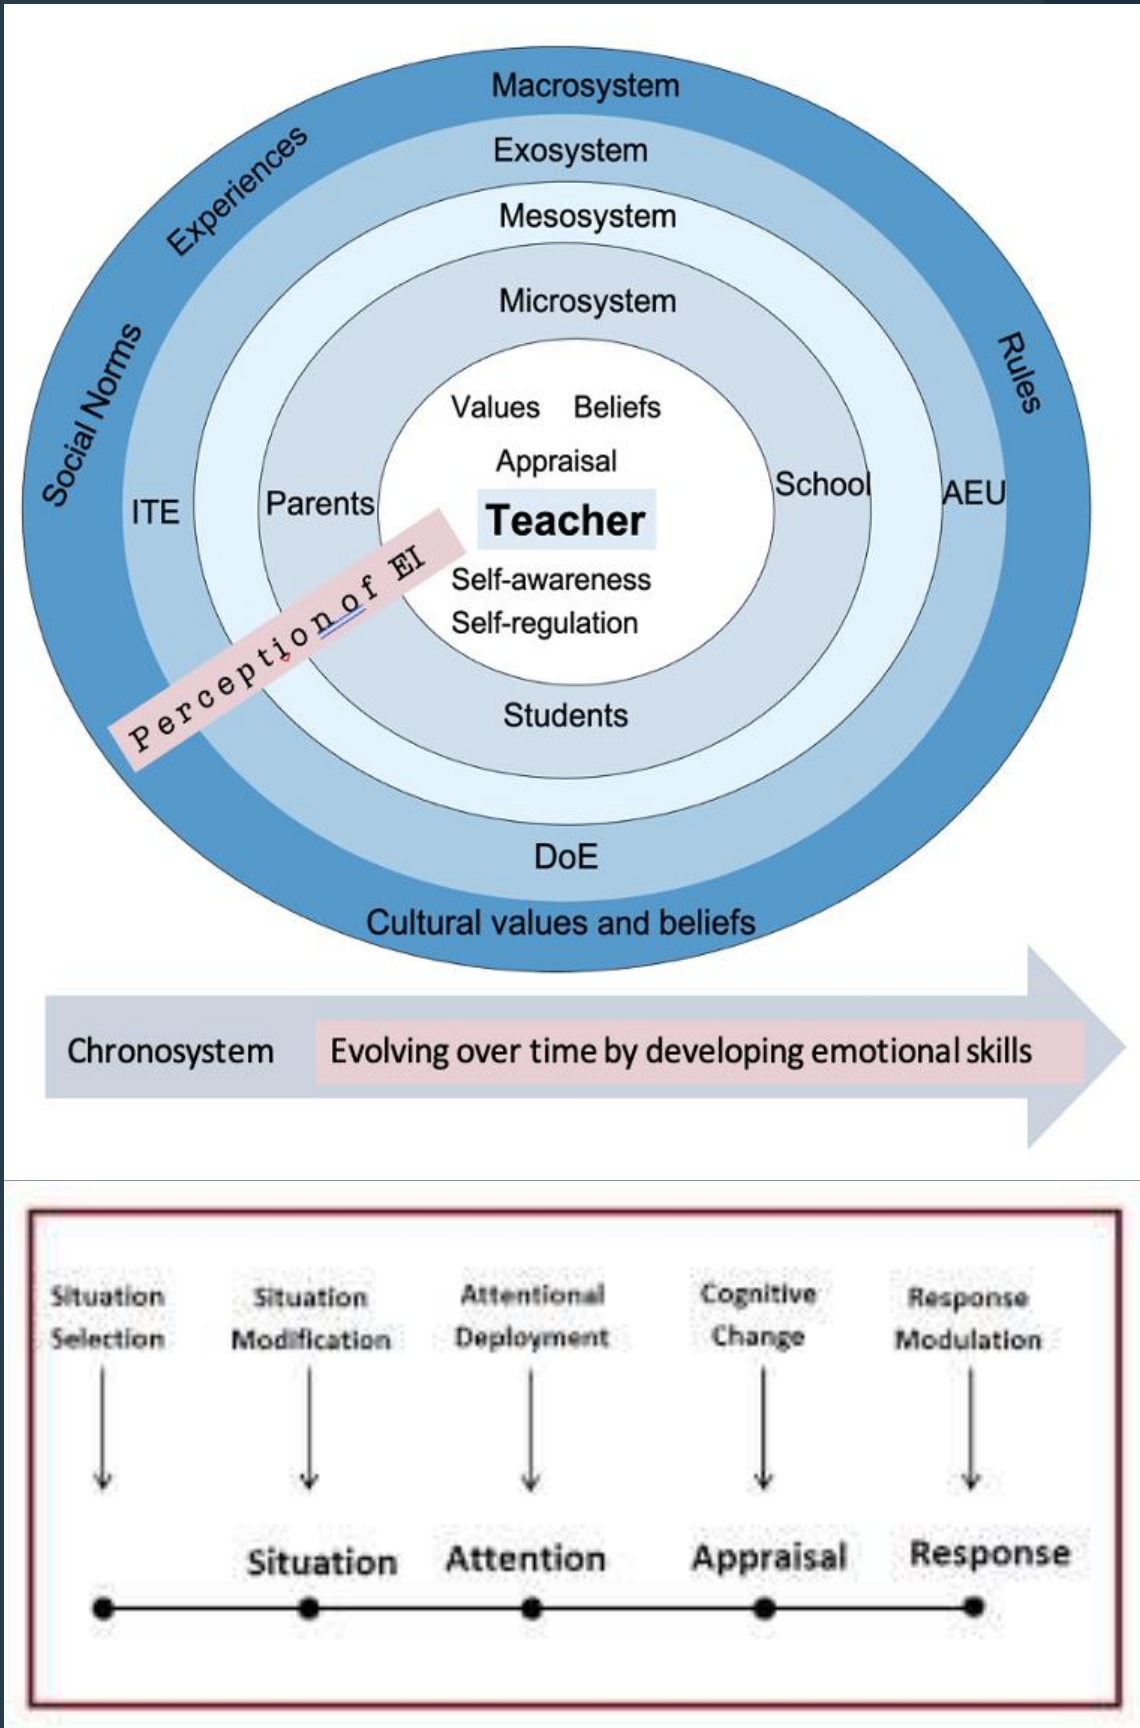 Macrosystem
Exosystem
Mesosystem
Microsystem
Experiences
Social Norms
Rules
Values Beliefs
Appraisal
ITE
Parents
Teacher
School
AEU
Self-awareness
Self-regulation
Perception of EI
Students
DoE
Cultural values and beliefs
Chronosystem
Evolving over time by developing emotional skills
Situation
Selection
Situation
Modification
Attentional
Deployment
Cognitive
Change
Response
Modulation
Situation
Attention
Appraisal
Response